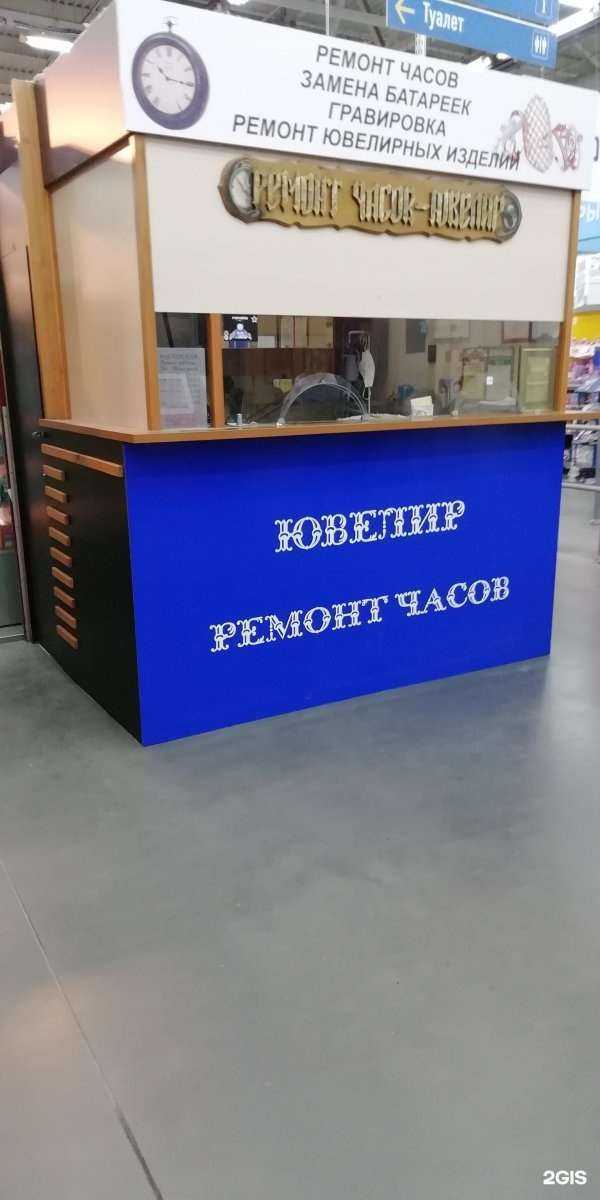 Туалет
РЕМОНТ ЧАСОВ
ЗАМЕНА БАТАРЕЕК
ГРАВИРОВКА
РЕМОНТ ЮВЕЛИРНЫХ ИЗДЕЛИЙ
РЕМОНТ ЧАСОВ-ЮВЕЛИР
ЮВЕЛИР
РЕМОНТ ЧАСОВ
2GIS